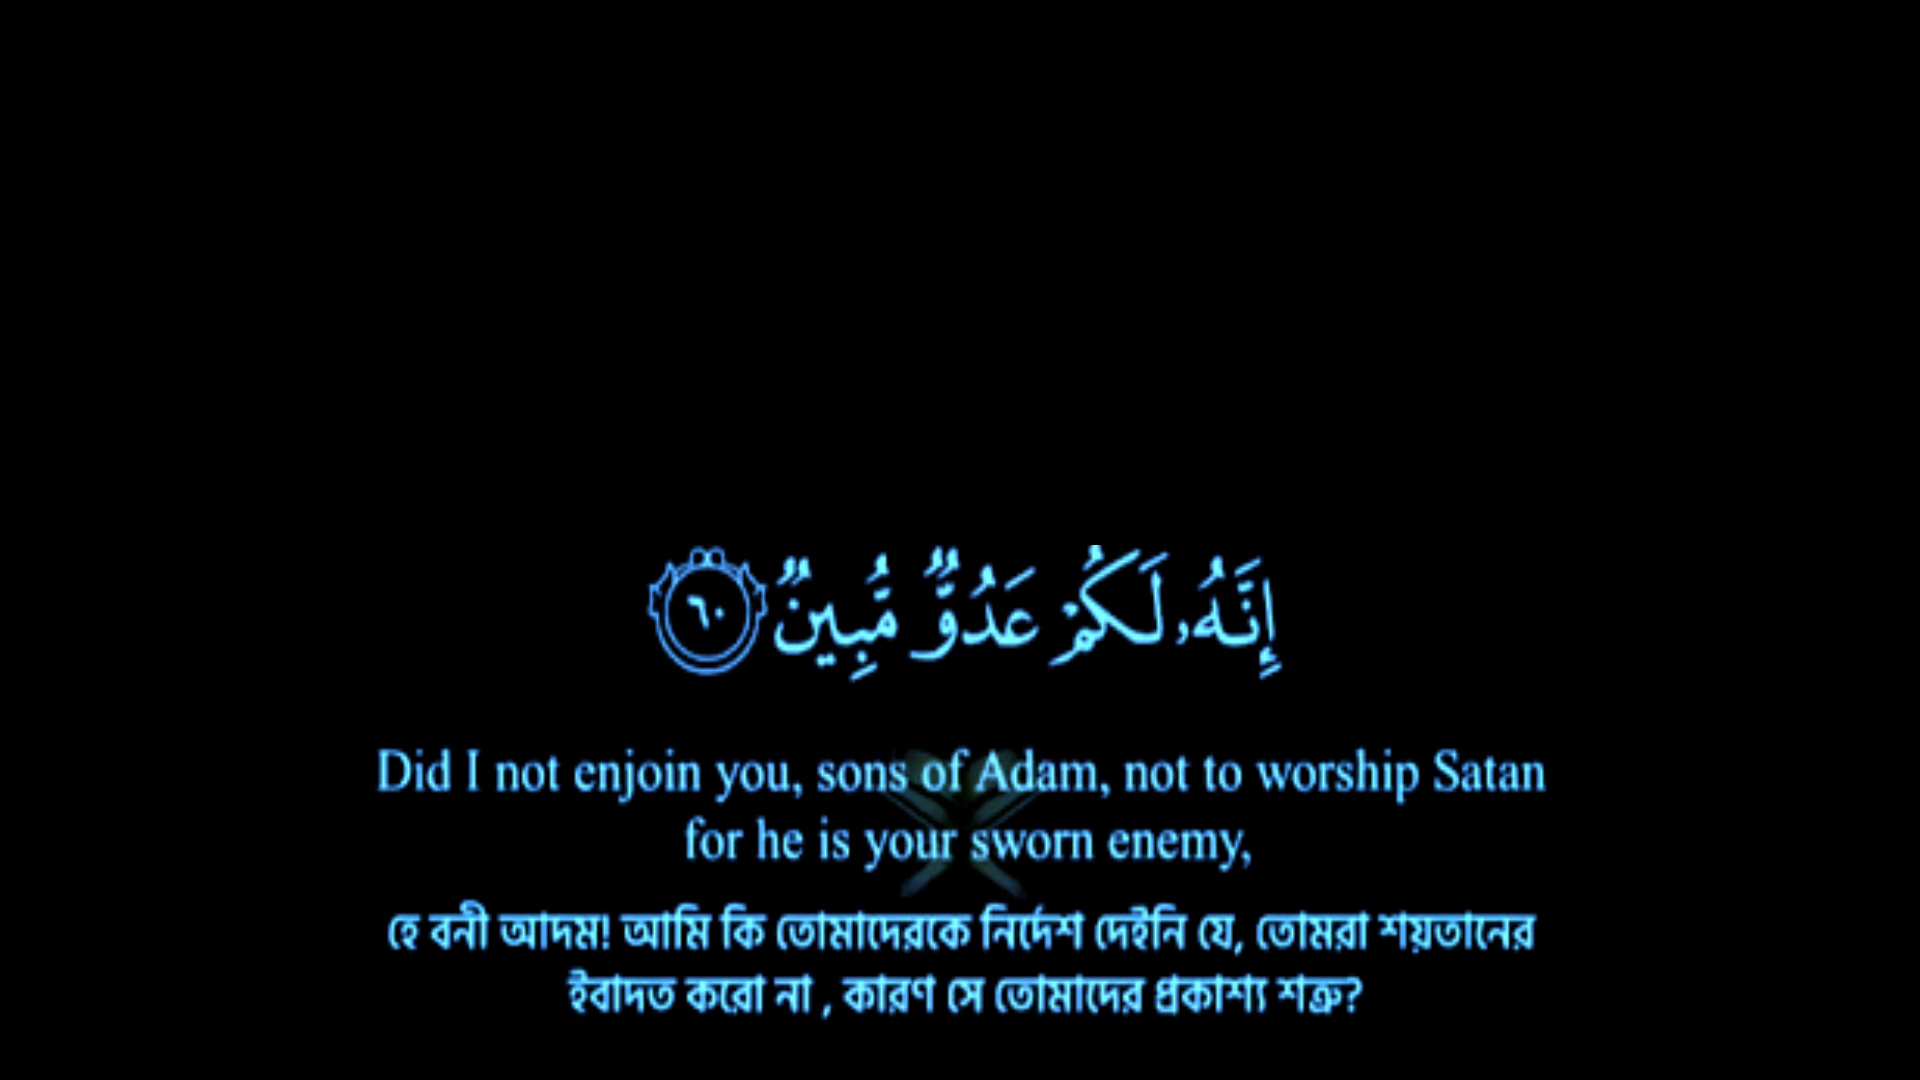 إِنَّهُۥ لَكُمْ عَدُوٌّ مُّبِينٌ ٦٠
Did I not enjoin you, sons of Adam, not to worship Satan
for he is your sworn enemy,
হে বনী আদম! আমি কি তোমাদেরকে নির্দেশ দেইনি যে, তোমরা শয়তানের
ইবাদত করো না , কারণ সে তোমাদের প্রকাশ্য শত্রু?